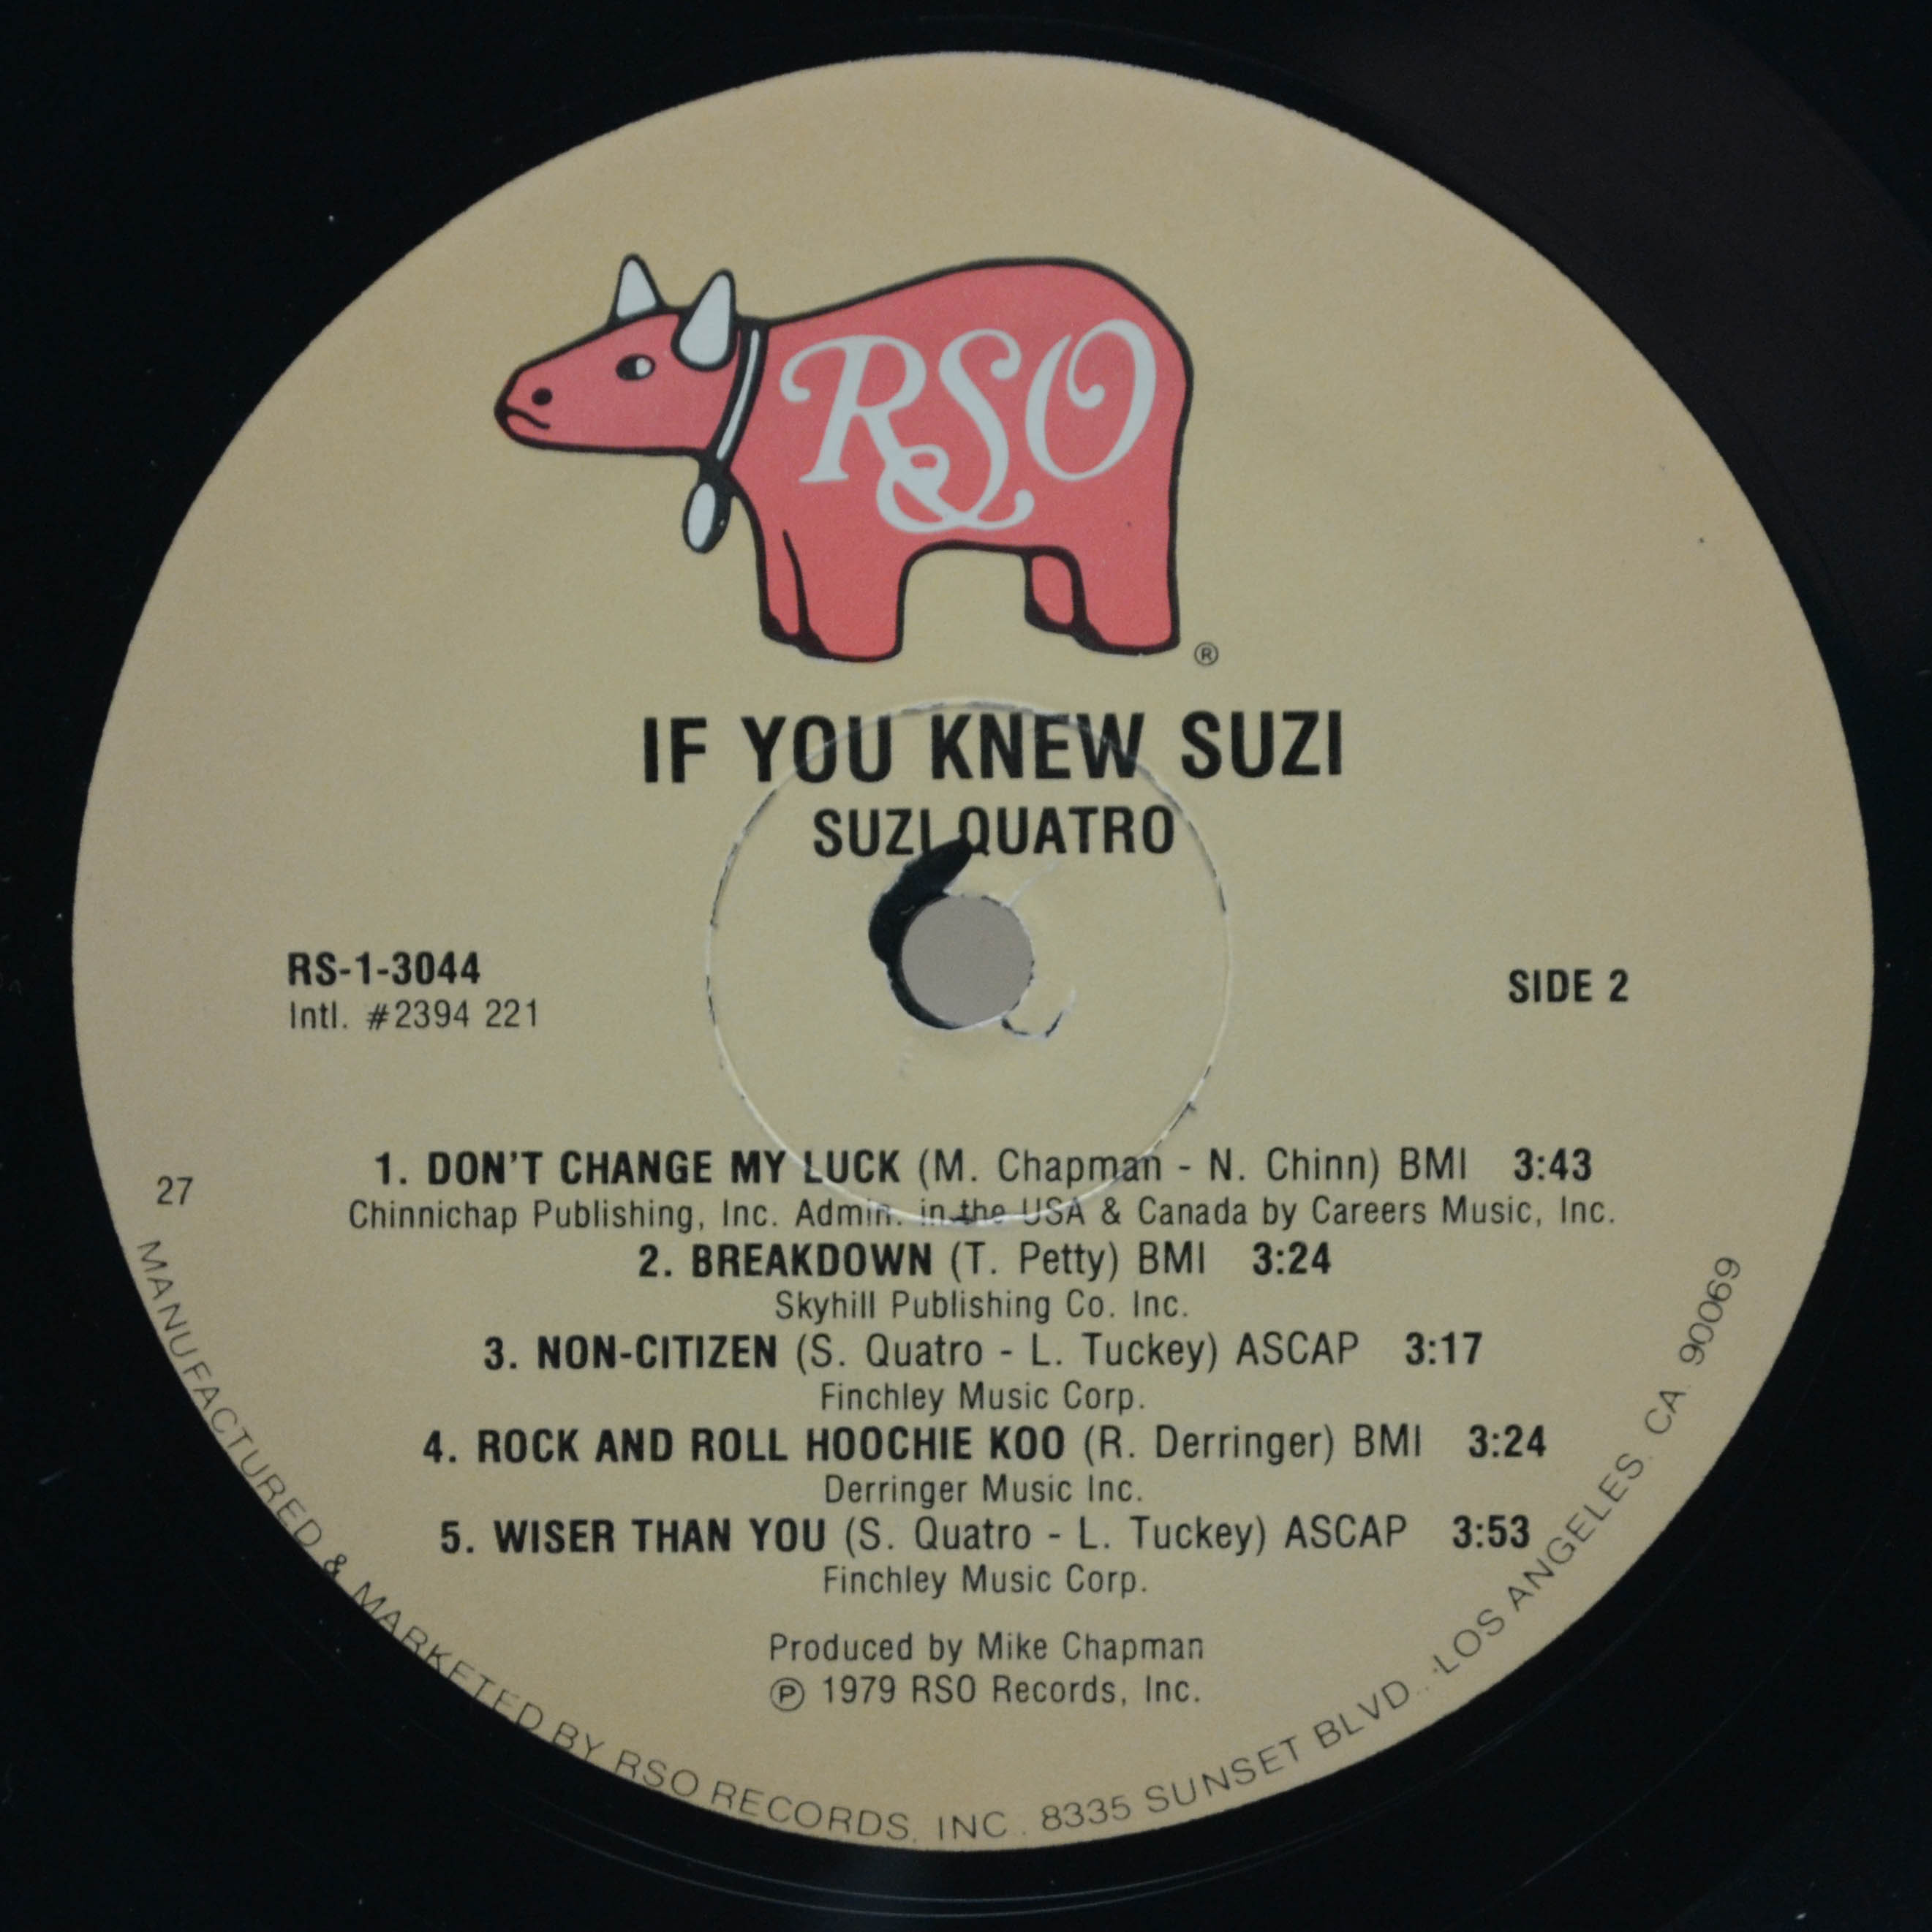 RSO
®
IF YOU KNEW SUZI
SUZI QUATRO
RS-1-3044
Intl. #2394 221
SIDE 2
1. DON'T CHANGE MY LUCK (M. Chapman - N. Chinn) BMI 3:43
Chinnichap Publishing, Inc. Admin. in the USA & Canada by Careers Music, Inc.
2. BREAKDOWN (T. Petty) BMI 3:24
Skyhill Publishing Co. Inc.
3. NON-CITIZEN (S. Quatro - L. Tuckey) ASCAP 3:17
Finchley Music Corp.
4. ROCK AND ROLL HOOCHIE KOO (R. Derringer) BMI 3:24
Derringer Music Inc.
5. WISER THAN YOU (S. Quatro - L. Tuckey) ASCAP 3:53
Finchley Music Corp.
Produced by Mike Chapman
℗ 1979 RSO Records, Inc.
27
MANUFACTURED & MARKETED BY RSO RECORDS, INC. 8335 SUNSET BLVD., LOS ANGELES, CA. 90069